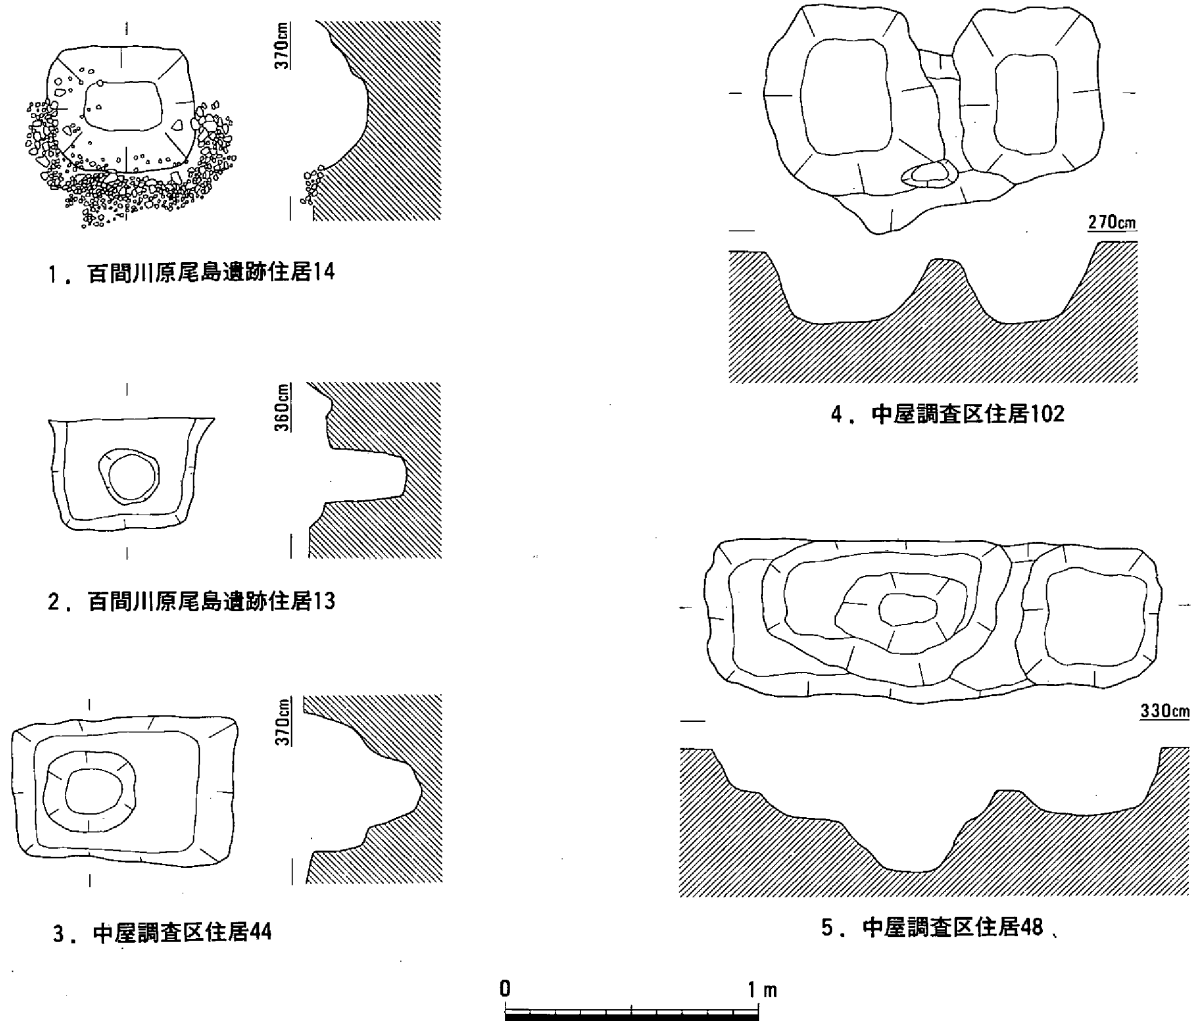 370cm
1．百間川原尾島遺跡住居14
360cm
2．百間川原尾島遺跡住居13
370cm
3．中屋調査区住居44
270cm
4．中屋調査区住居102
330cm
5．中屋調査区住居48
0 1m